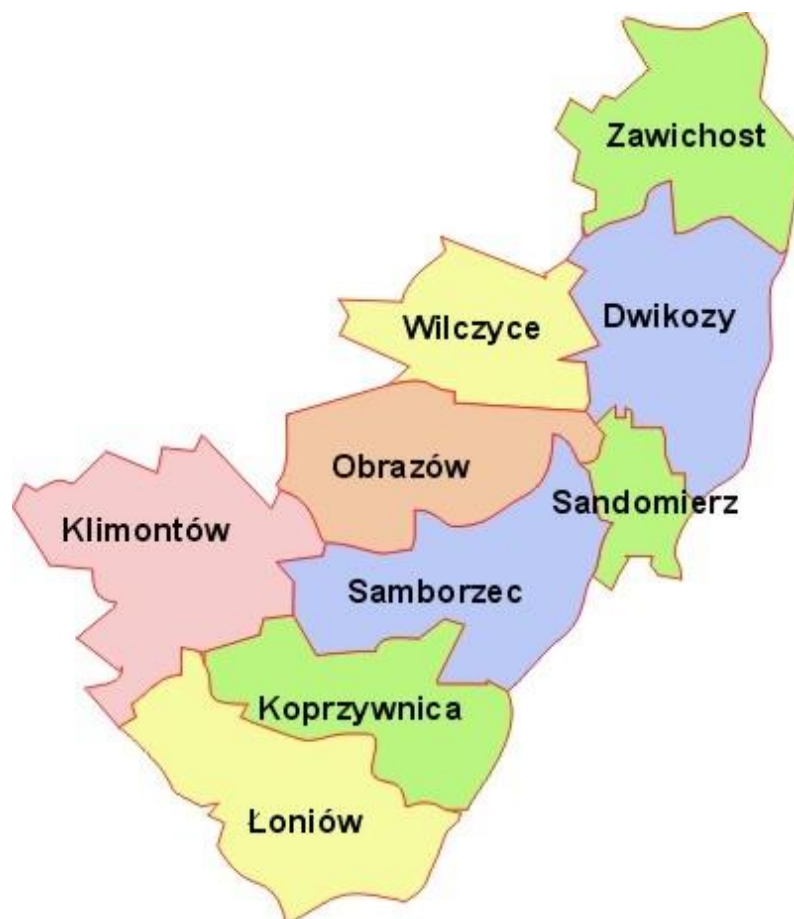 Zawichost
Dwikozy
Wilczyce
Obrazów
Sandomierz
Klimontów
Samborzec
Koprzywnica
Łoniów